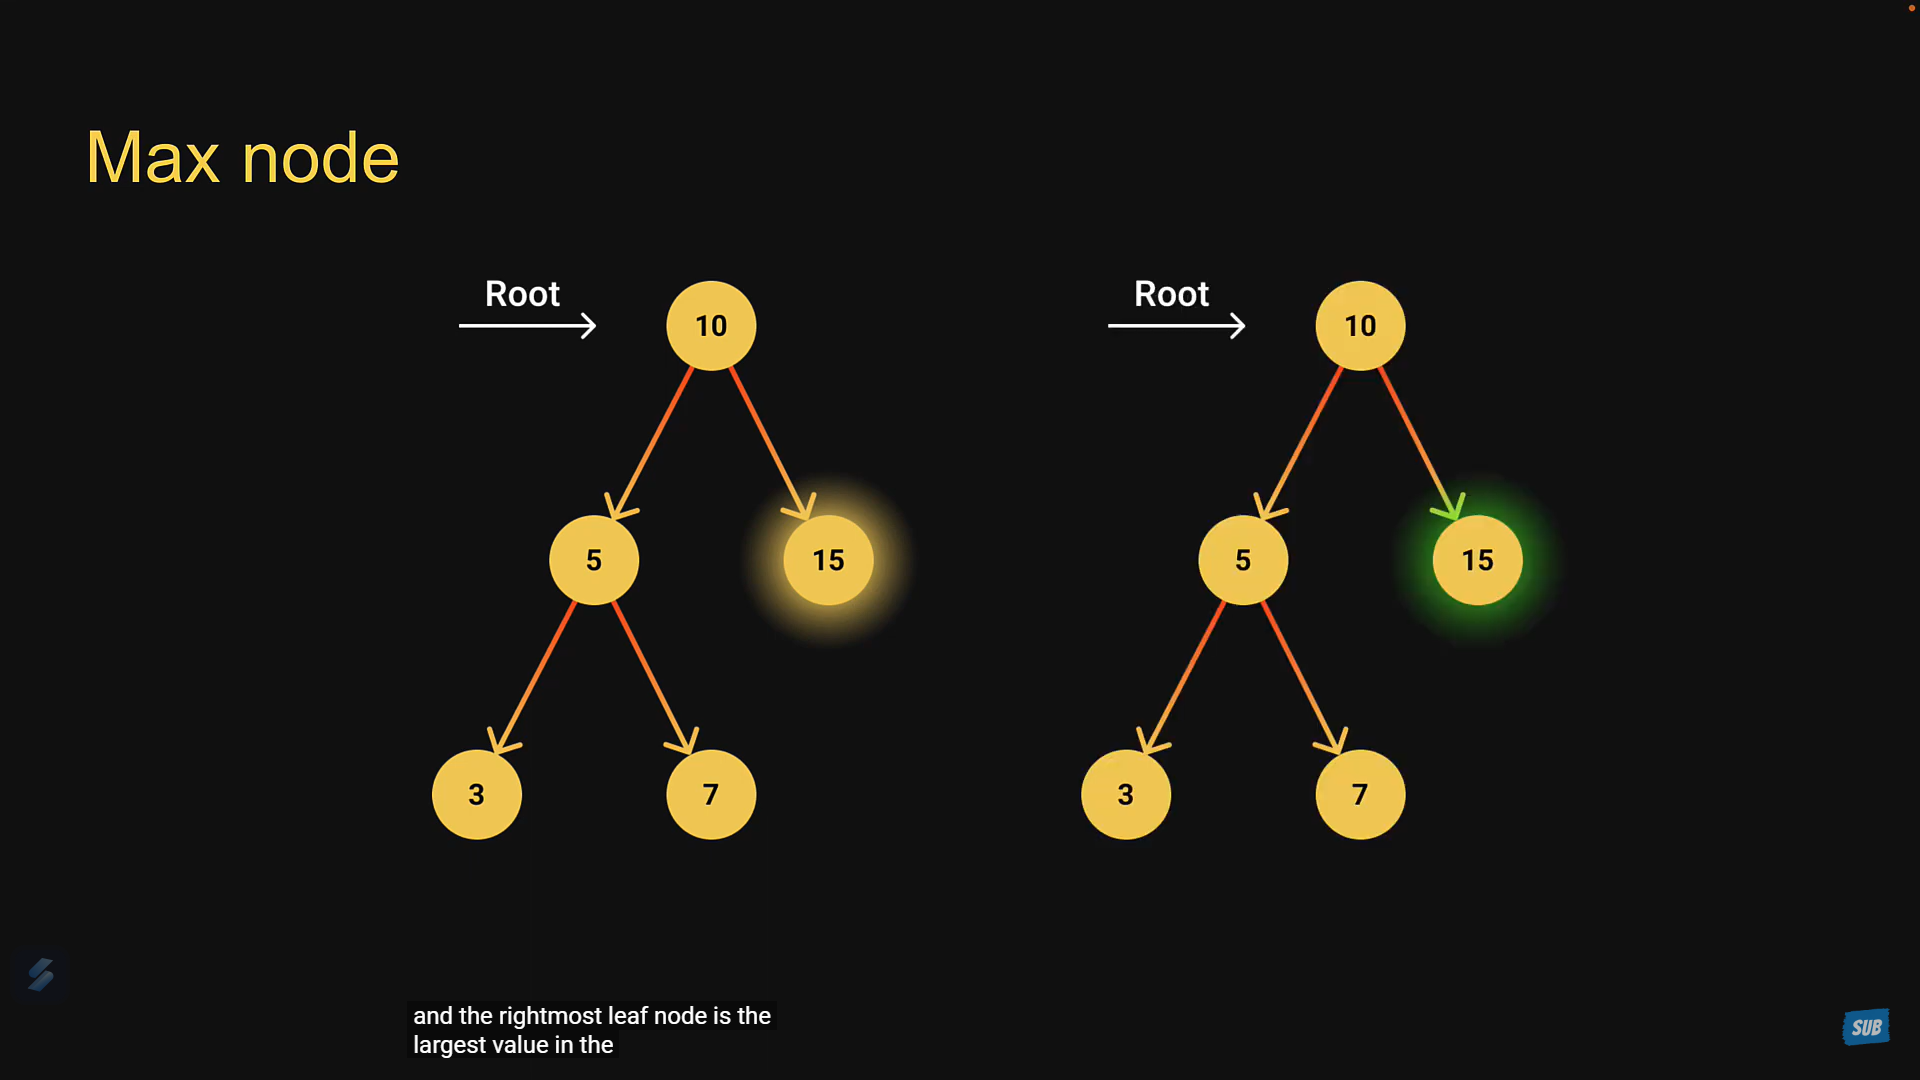 Max node
Root
10
5
15
3
7
Root
10
5
15
3
7
and the rightmost leaf node is the
largest value in the
SUB